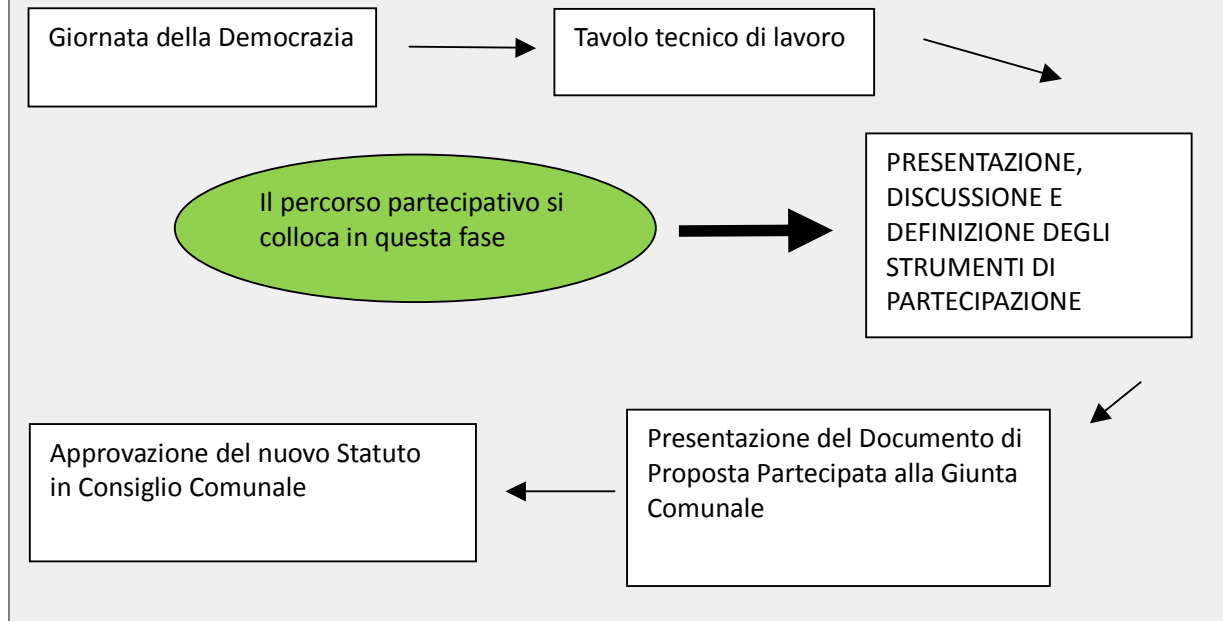 Giornata della Democrazia
Tavolo tecnico di lavoro
Il percorso partecipativo si
colloca in questa fase
PRESENTAZIONE,
DISCUSSIONE E
DEFINIZIONE DEGLI
STRUMENTI DI
PARTECIPAZIONE
Presentazione del Documento di
Proposta Partecipata alla Giunta
Comunale
Approvazione del nuovo Statuto
in Consiglio Comunale